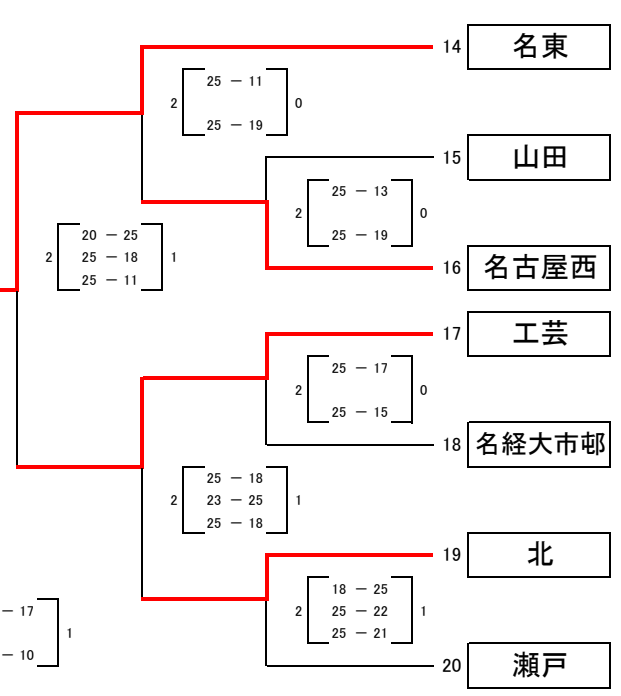 14 名東
25 － 11
2 0
25 － 19
15 山田
25 － 13
2 0
25 － 19
20 － 25
2 25 － 18 1
25 － 11
16 名古屋西
17 工芸
25 － 17
2 0
25 － 15
18 名経大市邨
25 － 18
2 23 － 25 1
25 － 18
19 北
18 － 25
2 25 － 22 1
25 － 21
－ 17
1
－ 10
20 瀬戸